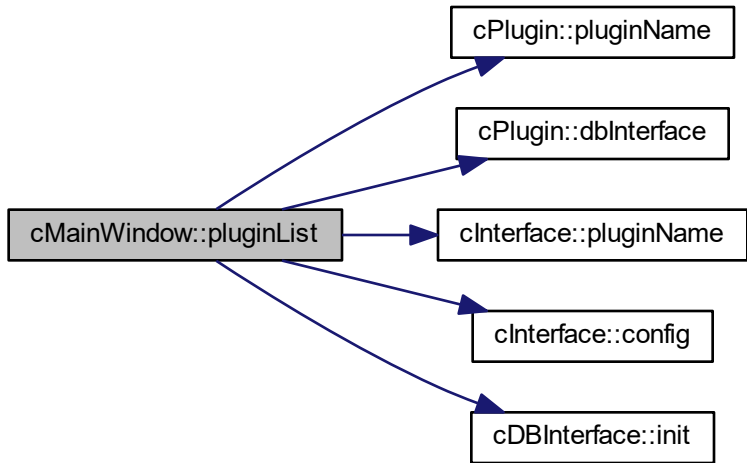 cPlugin::pluginName
cPlugin::dbInterface
cMainWindow::pluginList
cInterface::pluginName
cInterface::config
cDBInterface::init